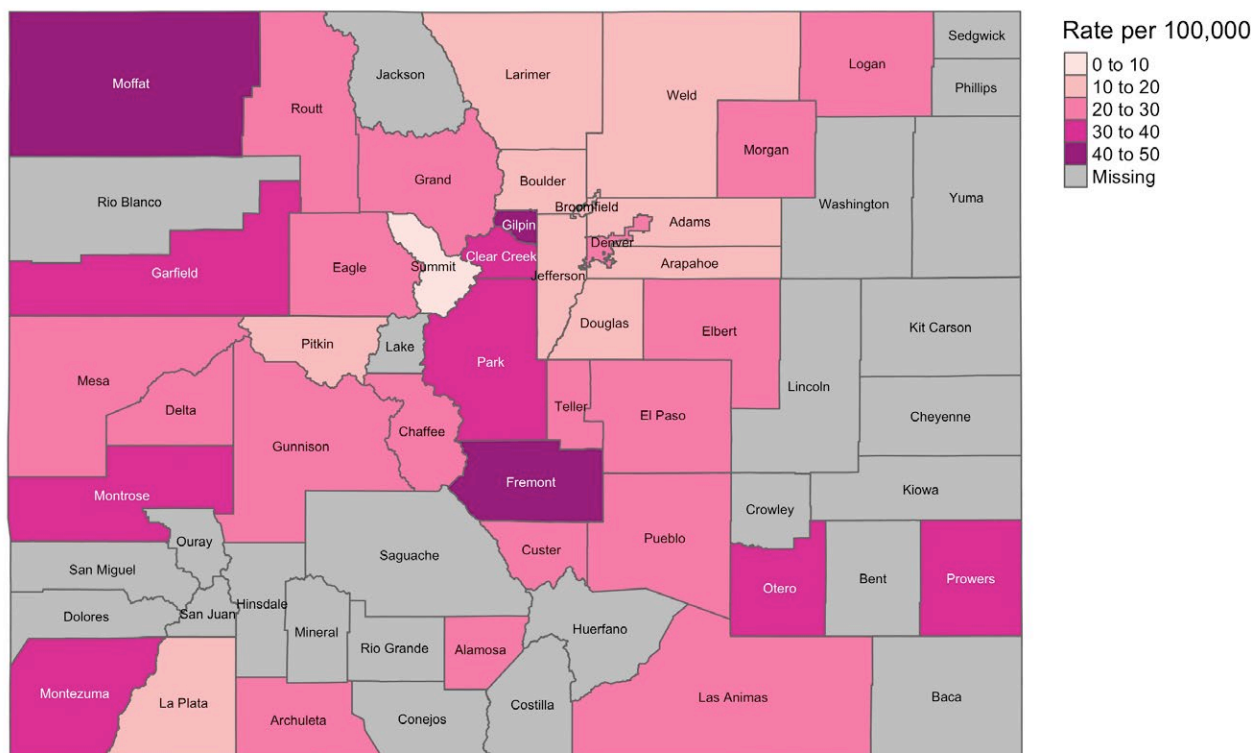 Rate per 100,000
0 to 10
10 to 20
20 to 30
30 to 40
40 to 50
Missing
Sedgwick
Logan
Larimer
Jackson
Moffat
Phillips
Weld
Routt
Morgan
Grand
Boulder
Rio Blanco
Yuma
Washington
Broomfield
Adams
Gilpin
Denver
Clear Creek
Arapahoe
Eagle
Summit
Garfield
Jefferson
Douglas
Kit Carson
Elbert
Pitkin
Lake
Park
Mesa
Lincoln
Delta
Teller
El Paso
Cheyenne
Chaffee
Gunnison
Fremont
Kiowa
Montrose
Crowley
Pueblo
Ouray
Custer
Saguache
San Miguel
Bent
Prowers
Otero
Hinsdale
San Juan
Dolores
Mineral
Huerfano
Rio Grande
Alamosa
Montezuma
La Plata
Las Animas
Baca
Costilla
Archuleta
Conejos